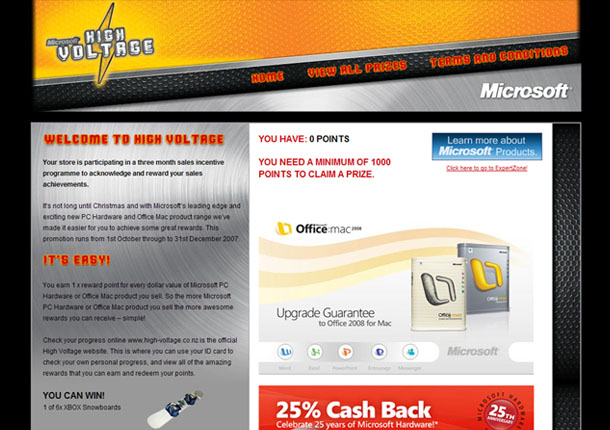 Microsoft
HIGH
VOLTAGE
HOME
VIEW ALL PRIZES
TERMS AND CONDITIONS
Microsoft
WELCOME TO HIGH VOLTAGE
Your store is participating in a three month sales incentive
programme to acknowledge and reward your sales
achievements.
It's not long until Christmas and with Microsoft's leading edge and
exciting new PC Hardware and Office Mac product range we've
made it easier for you to achieve some great rewards. This
promotion runs from 1st October through to 31st December 2007.
IT'S EASY!
You earn 1 x reward point for every dollar value of Microsoft PC
Hardware or Office Mac product you sell. So the more Microsoft
PC Hardware or Office Mac product you sell the more awesome
rewards you can receive – simple!
Check your progress online www.high-voltage.co.nz is the official
High Voltage website. This is where you can use your ID card to
check your own personal progress, and view all of the amazing
rewards that you can earn and redeem your points.
YOU CAN WIN!
1 of 6x XBOX Snowboards
YOU HAVE: 0 POINTS
YOU NEED A MINIMUM OF 1000
POINTS TO CLAIM A PRIZE.
Learn more about
Microsoft Products.
Click here to go to ExpertZone!
Microsoft
Office:mac 2008
Upgrade Guarantee
to Office 2008 for Mac
Office:mac
Office:mac
Word
Excel
PowerPoint
Entourage
Messenger
Microsoft
25% Cash Back
Celebrate 25 years of Microsoft Hardware!*
MICROSOFT HARDWARE
25TH
ANNIVERSARY